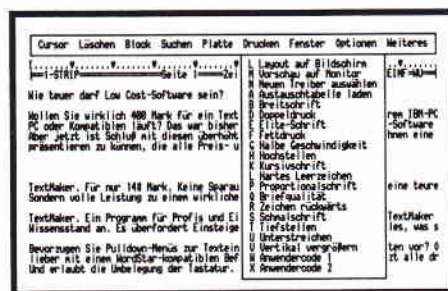 Cursor Löschen Block Suchen Platte Drucken Fenster Optionen Weiteres
1-STRIP Seite 1 Zei
EINF-WU
Wie teuer darf Low Cost-Software sein?
Wollen Sie wirklich 400 Mark für ein Text
PC oder Kompatiblen läuft? Das war bisher
Aber jetzt ist Schluß mit diesen überhöht
präsentieren zu können, die alle Preis- u
TextMaker. Für nur 148 Mark. Keine Sparau
Sondern volle Leistung zu einem wirkliche
TextMaker. Ein Programm für Profis und Ei
Wissensstand an. Es überfordert Einsteige
Bevorzugen Sie Pulldown-Menüs zur Textein
lieber mit einem WordStar-kompatiblen Bef
Und erlaubt die Umbelegung der Tastatur.
L Layout auf Bildschirm
M Vorschau auf Monitor
N Neuen Treiber auswählen
A Austauschtabelle laden
B Breitschrift
D Doppeldruck
E Elite-Schrift
F Fettdruck
G Halbe Geschwindigkeit
H Hochstellen
K Kursivschrift
L Hartes Leerzeichen
P Proportionalschrift
Q Briefqualität
R Zeichen rückwärts
S Schmalschrift
T Tiefstellen
U Unterstreichen
V Vertikal vergrößern
W Anwendercode 1
X Anwendercode 2
rem IBM-PC
-Software
hnen eine
eine teure
TextMaker
les, was s
ten vor? O
zt alle dr